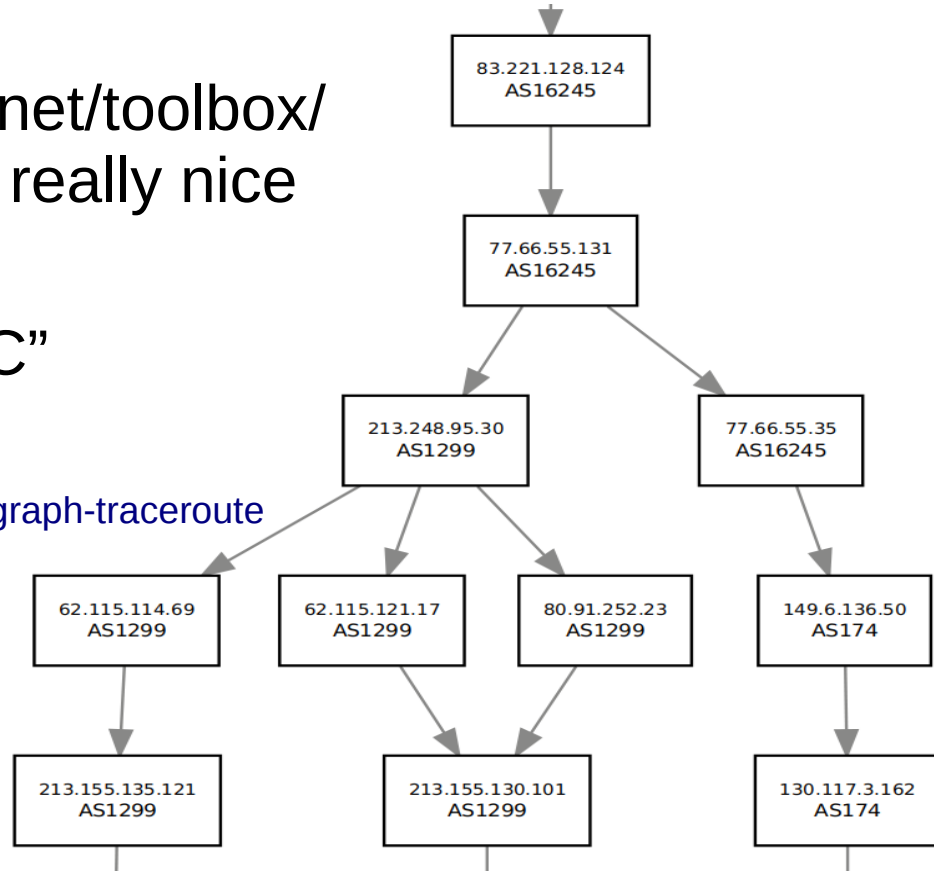 net/toolbox/
really nice
C”
graph-traceroute
83.221.128.124
AS16245
77.66.55.131
AS16245
213.248.95.30
AS1299
77.66.55.35
AS16245
62.115.114.69
AS1299
62.115.121.17
AS1299
80.91.252.23
AS1299
149.6.136.50
AS174
213.155.135.121
AS1299
213.155.130.101
AS1299
130.117.3.162
AS174